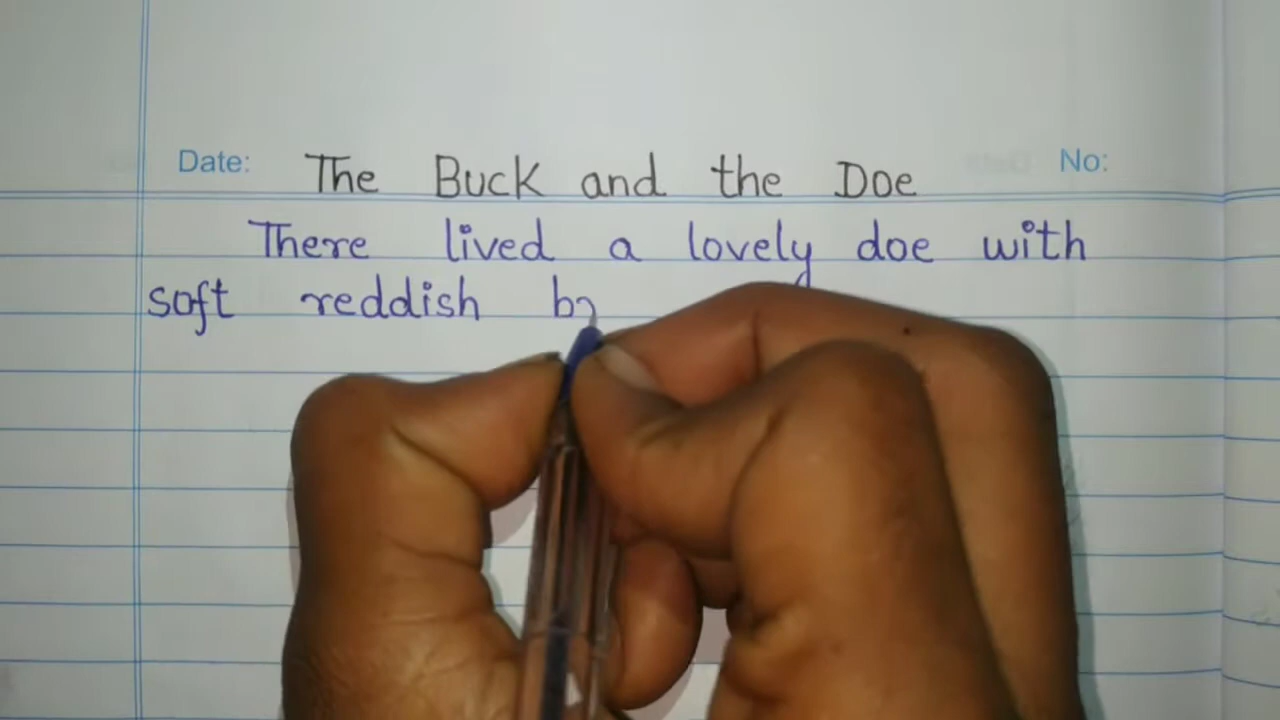 Date: The Buck and the Doe No:
There lived a lovely doe with
soft reddish